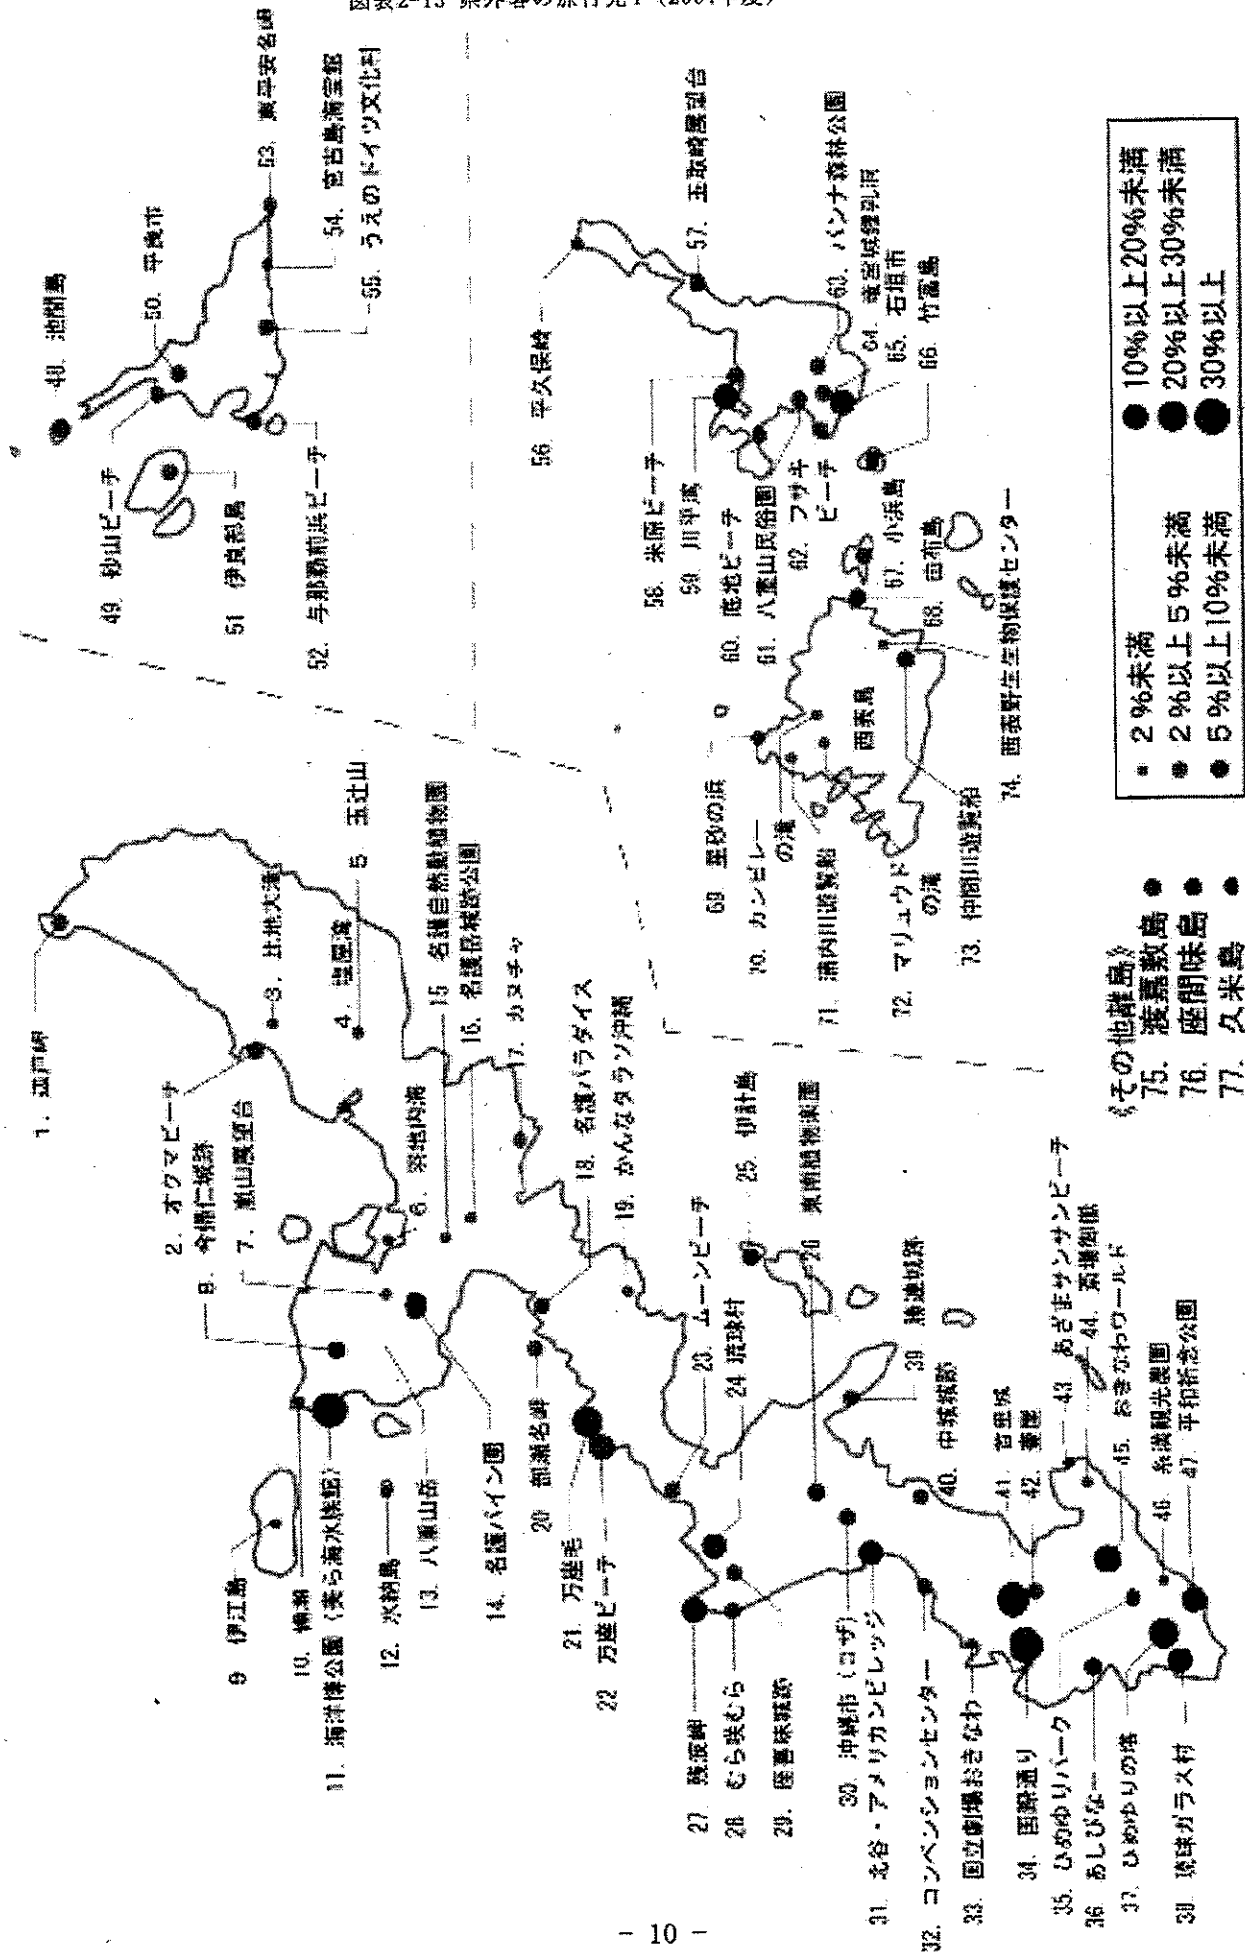 1. 辺戸岬
2. オクマビーチ
3. 比地大滝
4. 塩屋湾
5. 玉辻山
6. 羽地内海
7. 嵐山展望台
8. 今帰仁城跡
9 伊江島
10. 備瀬
11. 海洋博公園（美ら海水族館）
12. 水納島
13. 八重山岳
14. 名護パイン園
15 名護自然動植物園
16. 名護岳城跡公園
17. カヌチャ
18. 名護パラダイス
19. かんなタラソ沖縄
20 部瀬名岬
21. 万座毛
22 万座ビーチ
23. ムーンビーチ
24 琉球村
25. 伊計島
26 東南植物楽園
27 残波岬
28 むら咲むら
29. 座喜味城跡
30. 沖縄市（コザ）
31. 北谷・アメリカンビレッジ
32. コンベンションセンター
33. 国立劇場おきなわ
34. 国際通り
35. ひめゆりパーク
36 あしびなー
37. ひめゆりの塔
38 琉球ガラス村
39 勝連城跡
40. 中城城跡
41. 首里城
42.
43 あざまサンサンビーチ
44. 斎場御嶽
45. おきなわワールド
46. 糸満観光農園
47. 平和祈念公園
48. 池間島
49. 砂山ビーチ
50. 平良市
51 伊良部島
52. 与那覇前浜ビーチ
53. 東平安名岬
54. 宮古島海宝館
55. うえのドイツ文化村
56 平久保崎
57. 玉取崎展望台
58. 米原ビーチ
59. 川平湾
60. 底地ビーチ
61. 八重山民俗園
62. フサキ
ビーチ
63. バンナ森林公園
64. 竜宮城鍾乳洞
65. 石垣市
66. 竹富島
67. 小浜島
68. 由布島
69 星砂の浜
70. カンピレー
の滝
71. 浦内川遊覧船
72. マリュウド
の滝
73. 仲間川遊覧船
74. 西表野生生物保護センター
西表島
《その他離島》
75. 渡嘉敷島
76. 座間味島
77. 久米島
2%未満
2%以上5%未満
5%以上10%未満
10%以上20%未満
20%以上30%未満
30%以上
- 10 -